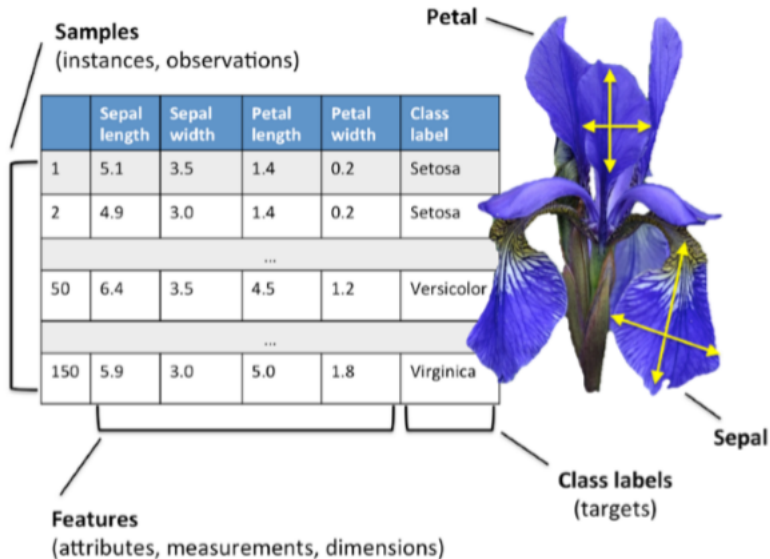 Samples
(instances, observations)
Petal
Sepal length Sepal width Petal length Petal width Class label
1 5.1 3.5 1.4 0.2 Setosa
2 4.9 3.0 1.4 0.2 Setosa
...
50 6.4 3.5 4.5 1.2 Versicolor
...
150 5.9 3.0 5.0 1.8 Virginica
Sepal
Class labels
(targets)
Features
(attributes, measurements, dimensions)